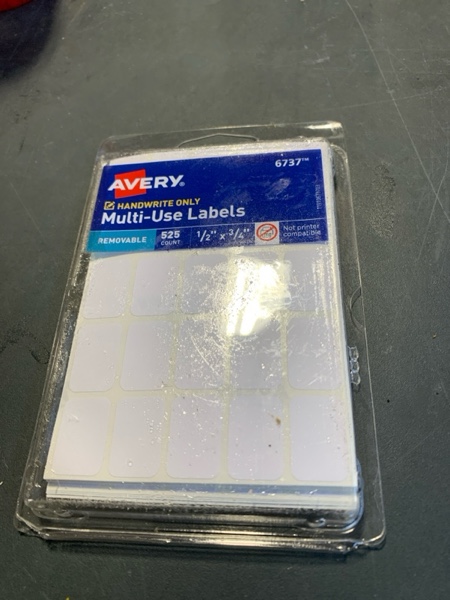 6737™
AVERY®
HANDWRITE ONLY
Multi-Use Labels
REMOVABLE
525
COUNT
1/2" x 3/4"
Not printer
compatible